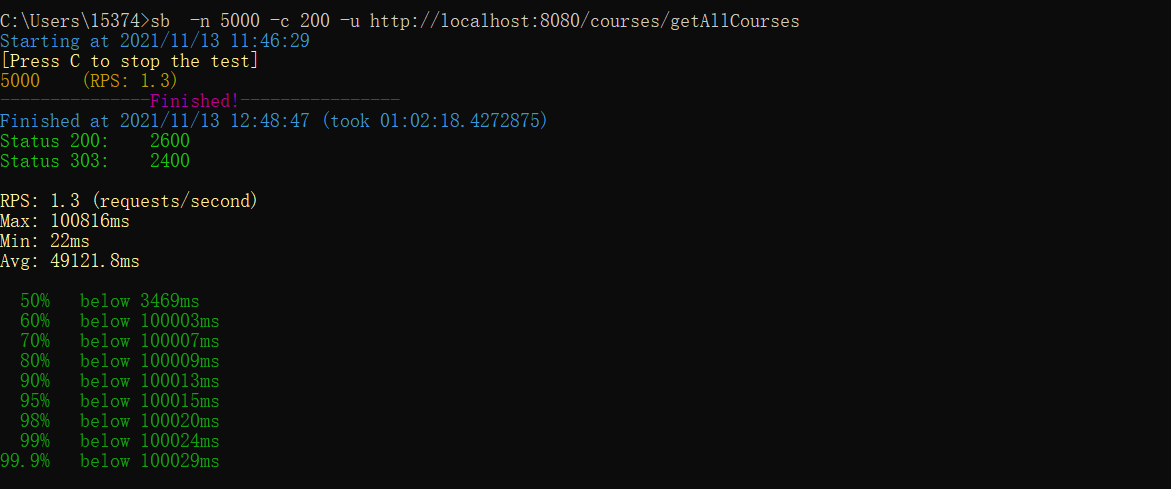 C:\Users\15374>sb  -n 5000 -c 200 -u http://localhost:8080/courses/getAllCourses
Starting at 2021/11/13 11:46:29
[Press C to stop the test]
5000    (RPS: 1.3)
---------------Finished!----------------
Finished at 2021/11/13 12:48:47 (took 01:02:18.4272875)
Status 200:    2600
Status 303:    2400
RPS: 1.3 (requests/second)
Max: 100816ms
Min: 22ms
Avg: 49121.8ms
50%   below 3469ms
60%   below 100003ms
70%   below 100007ms
80%   below 100009ms
90%   below 100013ms
95%   below 100015ms
98%   below 100020ms
99%   below 100024ms
99.9%   below 100029ms